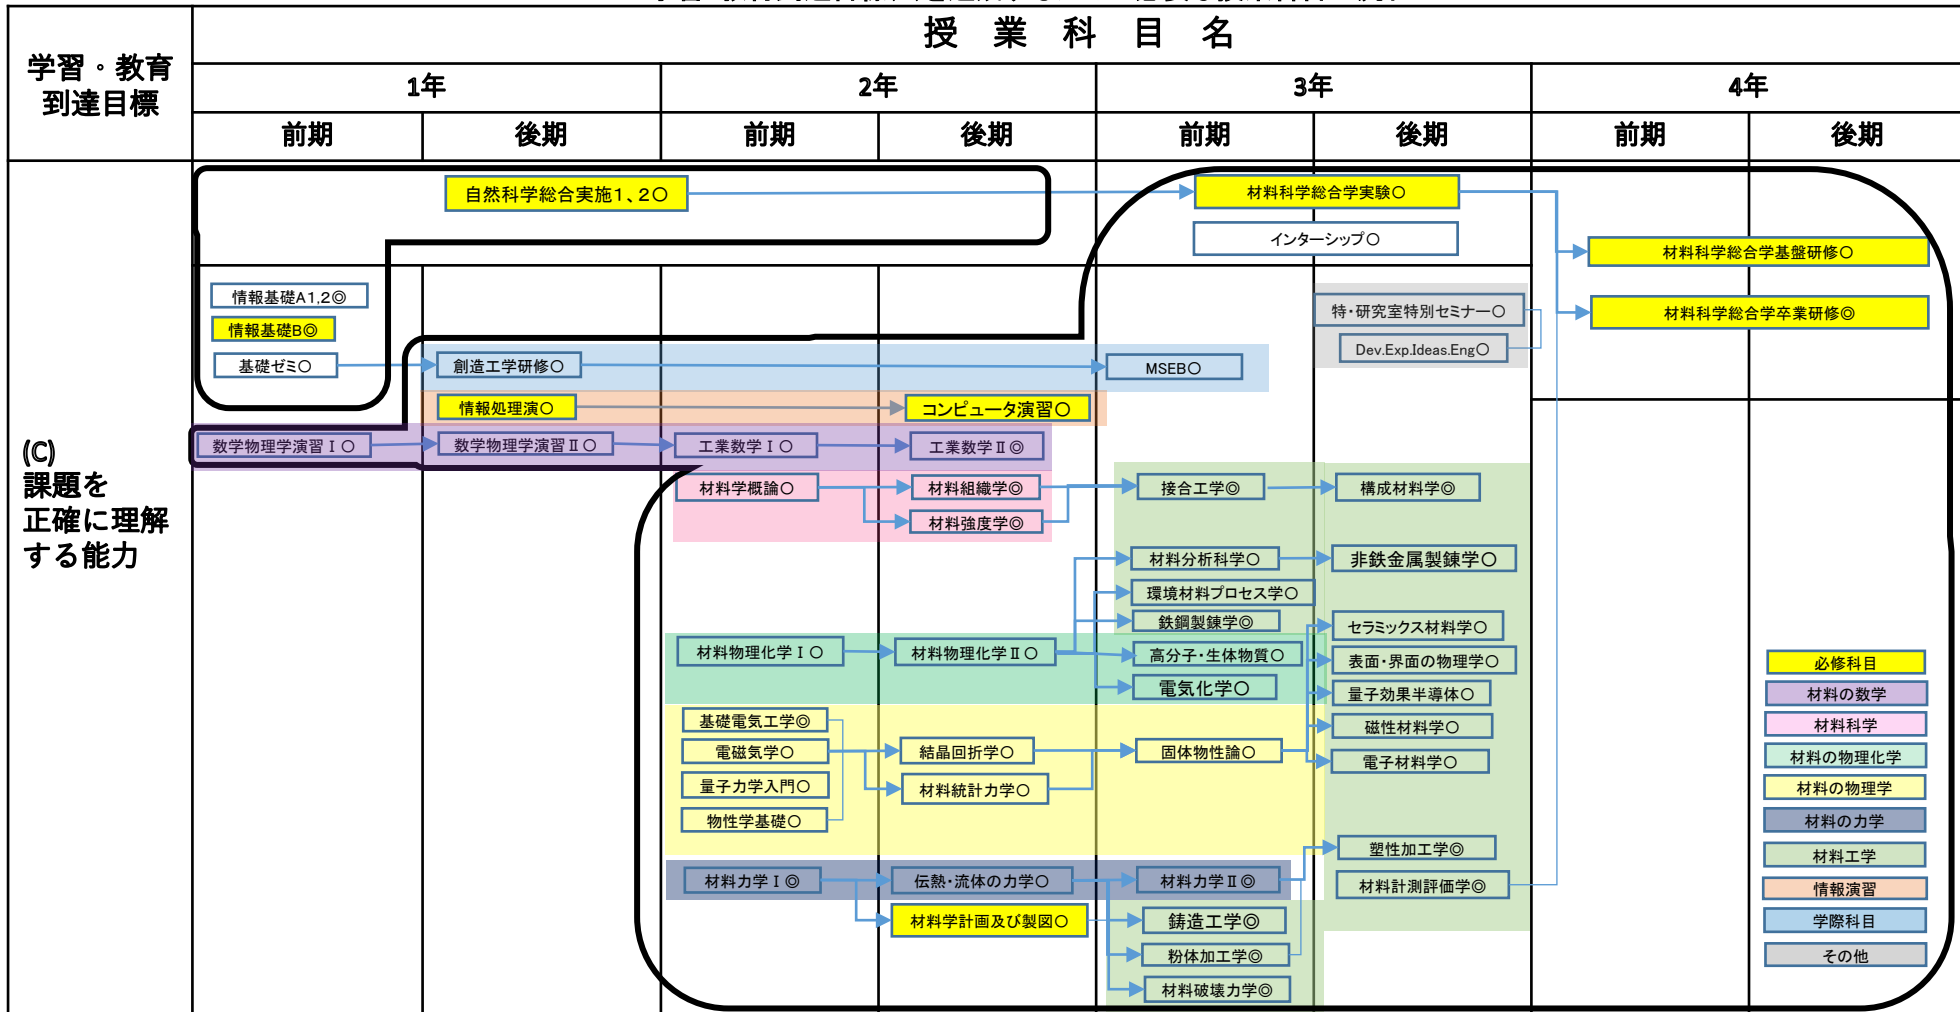 授 業 科 目 名
学習・教育
到達目標
1年
2年
3年
4年
前期
後期
前期
後期
前期
後期
前期
後期
(C)
課題を
正確に理解
する能力
自然科学総合実施1、2○
材料科学総合学実験○
インターシップ○
材料科学総合学基盤研修○
情報基礎A1,2◎
特・研究室特別セミナー○
材料科学総合学卒業研修◎
情報基礎B◎
Dev.Exp.Ideas.Eng○
基礎ゼミ○
創造工学研修○
MSEB○
情報処理演○
コンピュータ演習○
数学物理学演習Ⅰ○
数学物理学演習Ⅱ○
工業数学Ⅰ○
工業数学Ⅱ◎
材料学概論○
材料組織学◎
接合工学◎
構成材料学◎
材料強度学◎
材料分析科学○
非鉄金属製錬学○
環境材料プロセス学○
鉄鋼製錬学◎
セラミックス材料学○
材料物理化学Ⅰ○
材料物理化学Ⅱ○
高分子・生体物質○
表面・界面の物理学○
電気化学○
量子効果半導体○
基礎電気工学◎
磁性材料学○
電磁気学○
結晶回折学○
固体物性論○
電子材料学○
量子力学入門○
材料統計力学○
物性学基礎○
塑性加工学◎
材料力学Ⅰ◎
伝熱・流体の力学○
材料力学Ⅱ◎
材料計測評価学◎
材料学計画及び製図○
鋳造工学◎
粉体加工学◎
材料破壊力学◎
必修科目
材料の数学
材料科学
材料の物理化学
材料の物理学
材料の力学
材料工学
情報演習
学際科目
その他